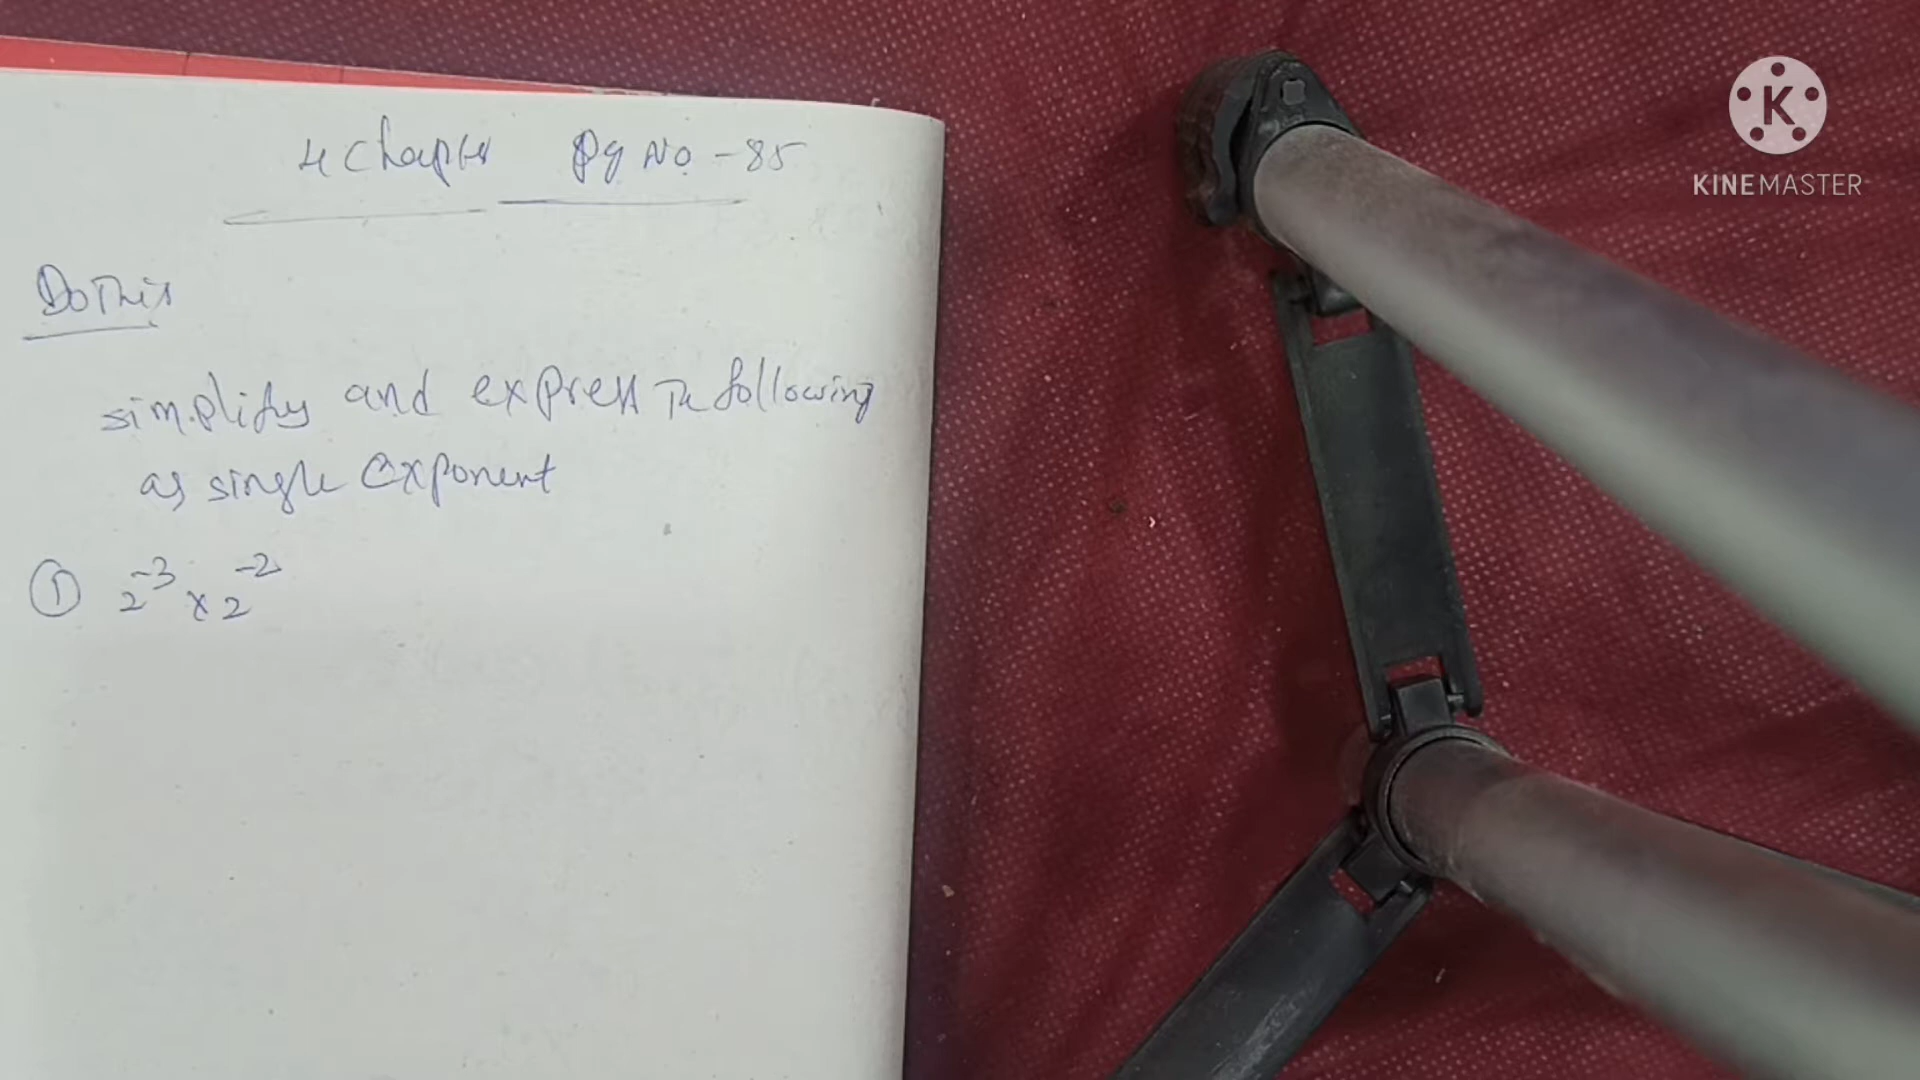 4 Chapter Pg No - 85
Do This
simplify and express The following
as single exponent
① 2⁻³ × 2⁻²
K
KINEMASTER